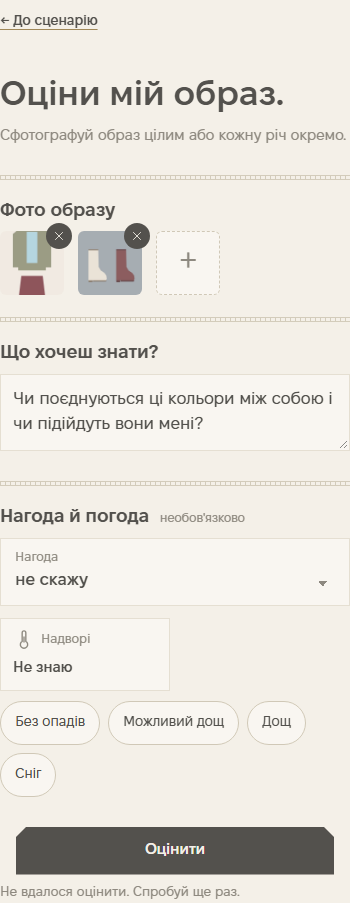 ← До сценарію
Оціни мій образ.
Сфотографуй образ цілим або кожну річ окремо.
Фото образу
Що хочеш знати?
Чи поєднуються ці кольори між собою і
чи підійдуть вони мені?
Нагода й погода необов'язково
Нагода
не скажу
Надворі
Не знаю
Без опадів Можливий дощ Дощ
Сніг
Оцінити
Не вдалося оцінити. Спробуй ще раз.